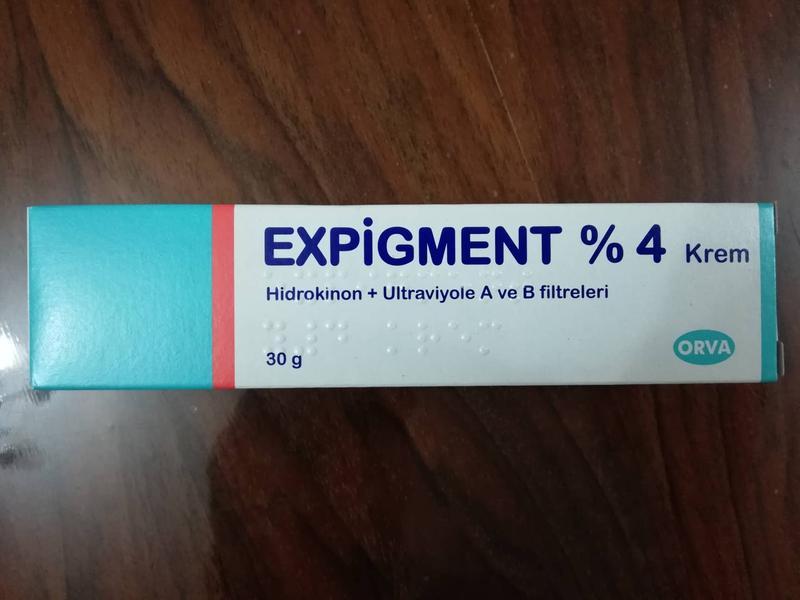 EXPİGMENT % 4 Krem
Hidrokinon + Ultraviyole A ve B filtreleri
30 g
ORVA